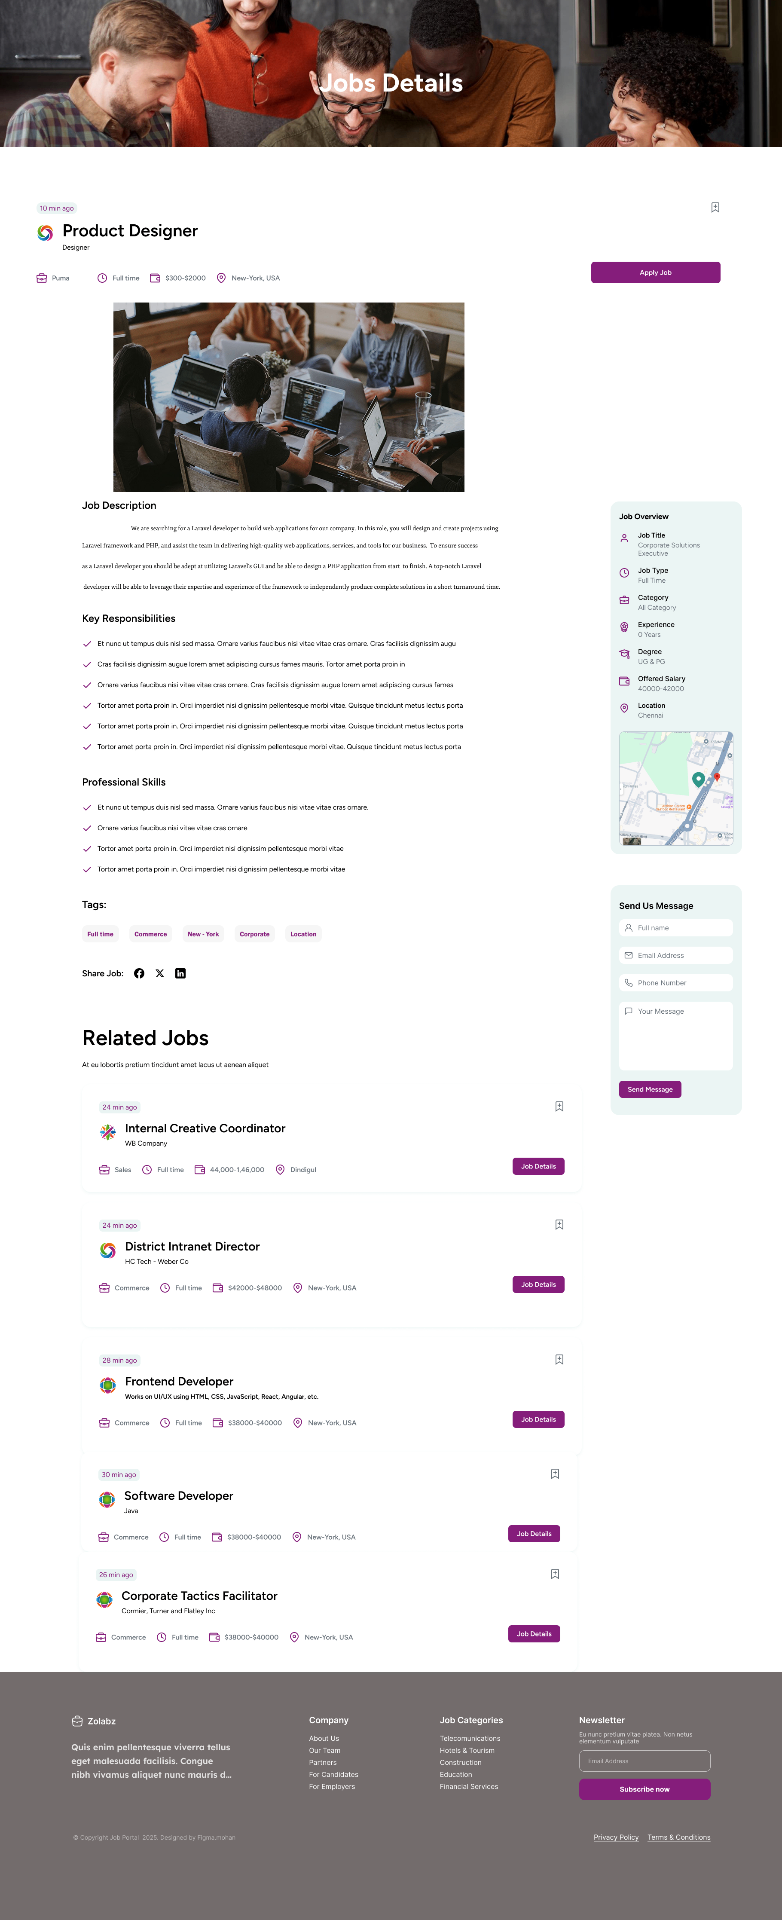 Jobs Details
10 min ago
Product Designer
Designer
Puma
Full time
$300-$2000
New-York, USA
Apply Job
Job Description
We are searching for a Laravel developer to build web applications for our company. In this role, you will design and create projects using
Laravel framework and PHP, and assist the team in delivering high-quality web applications, services, and tools for our business. To ensure success
as a Laravel developer you should be adept at utilizing Laravel's GUI and be able to design a PHP application from start to finish. A top-notch Laravel
developer will be able to leverage their expertise and experience of the framework to independently produce complete solutions in a short turnaround time.
Key Responsibilities
Et nunc ut tempus duis nisl sed massa. Ornare varius faucibus nisi vitae vitae cras ornare. Cras facilisis dignissim augu
Cras facilisis dignissim augue lorem amet adipiscing cursus fames mauris. Tortor amet porta proin in
Ornare varius faucibus nisi vitae vitae cras ornare. Cras facilisis dignissim augue lorem amet adipiscing cursus fames
Tortor amet porta proin in. Orci imperdiet nisi dignissim pellentesque morbi vitae. Quisque tincidunt metus lectus porta
Tortor amet porta proin in. Orci imperdiet nisi dignissim pellentesque morbi vitae. Quisque tincidunt metus lectus porta
Tortor amet porta proin in. Orci imperdiet nisi dignissim pellentesque morbi vitae. Quisque tincidunt metus lectus porta
Professional Skills
Et nunc ut tempus duis nisl sed massa. Ornare varius faucibus nisi vitae vitae cras ornare.
Ornare varius faucibus nisi vitae vitae cras ornare
Tortor amet porta proin in. Orci imperdiet nisi dignissim pellentesque morbi vitae
Tortor amet porta proin in. Orci imperdiet nisi dignissim pellentesque morbi vitae
Tags:
Full time
Commerce
New - York
Corporate
Location
Share Job:
Job Overview
Job Title
Corporate Solutions
Executive
Job Type
Full Time
Category
All Category
Experience
0 Years
Degree
UG & PG
Offered Salary
40000-42000
Location
Chennai
Send Us Message
Full name
Email Address
Phone Number
Your Message
Send Message
Related Jobs
At eu lobortis pretium tincidunt amet lacus ut aenean aliquet
24 min ago
Internal Creative Coordinator
WB Company
Sales
Full time
44,000-1,46,000
Dindigul
Job Details
24 min ago
District Intranet Director
HC Tech - Weber Co
Commerce
Full time
$42000-$48000
New-York, USA
Job Details
28 min ago
Frontend Developer
Works on UI/UX using HTML, CSS, JavaScript, React, Angular, etc.
Commerce
Full time
$38000-$40000
New-York, USA
Job Details
30 min ago
Software Developer
Java
Commerce
Full time
$38000-$40000
New-York, USA
Job Details
26 min ago
Corporate Tactics Facilitator
Cormier, Turner and Flatley Inc
Commerce
Full time
$38000-$40000
New-York, USA
Job Details
Zolabz
Quis enim pellentesque viverra tellus
eget malesuada facilisis. Congue
nibh vivamus aliquet nunc mauris d...
Company
About Us
Our Team
Partners
For Candidates
For Employers
Job Categories
Telecomunications
Hotels & Tourism
Construction
Education
Financial Services
Newsletter
Eu nunc pretium vitae platea. Non netus
elementum vulputate
Email Address
Subscribe now
© Copyright Job Portal 2025. Designed by Figma.mohan
Privacy Policy
Terms & Conditions